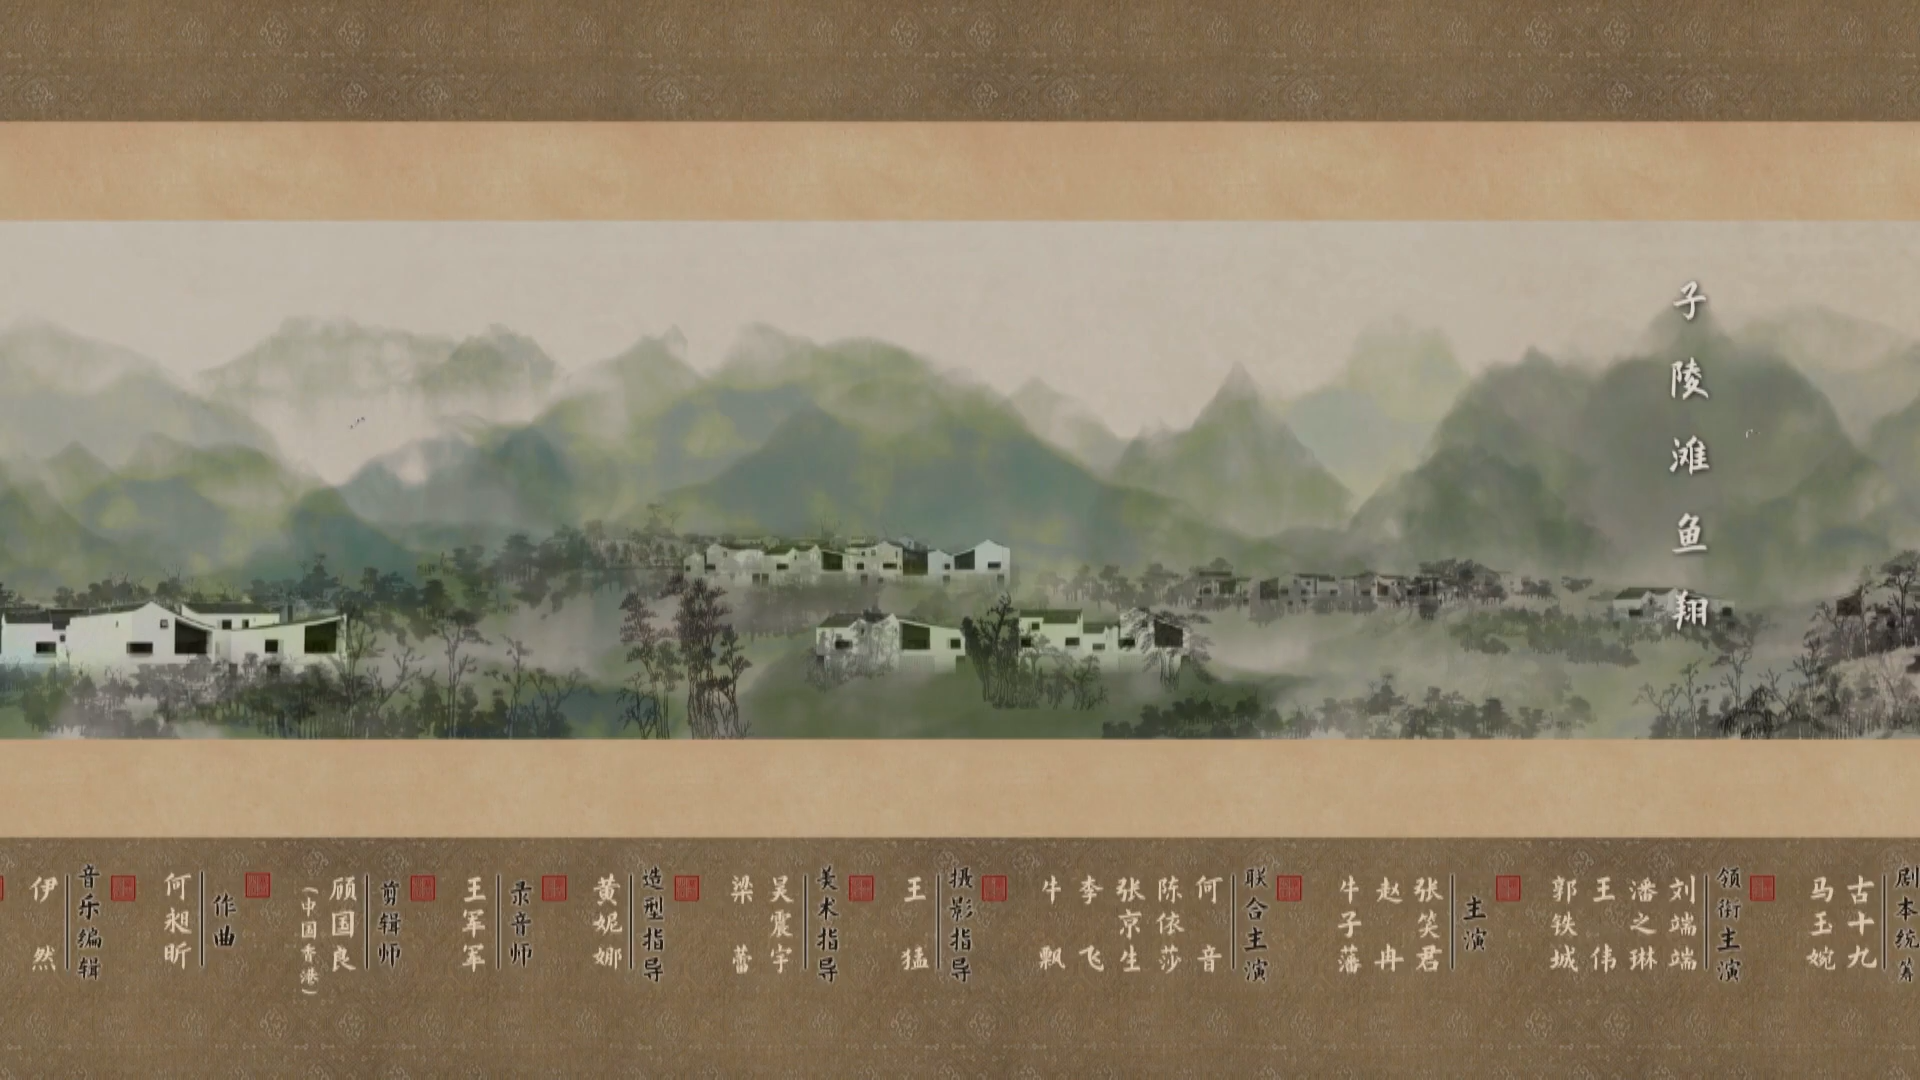 子陵滩鱼翔
剧本统筹
古十九
马玉婉
领衔主演
刘端端
潘之琳
王伟
郭铁城
主演
张笑君
赵冉
牛子藩
联合主演
何音
陈依莎
张京生
李飞
牛飘
摄影指导
王猛
美术指导
吴震宇
梁蕾
造型指导
黄妮娜
录音师
王军军
剪辑师
顾国良
(中国香港)
作曲
何昶昕
音乐编辑
伊然